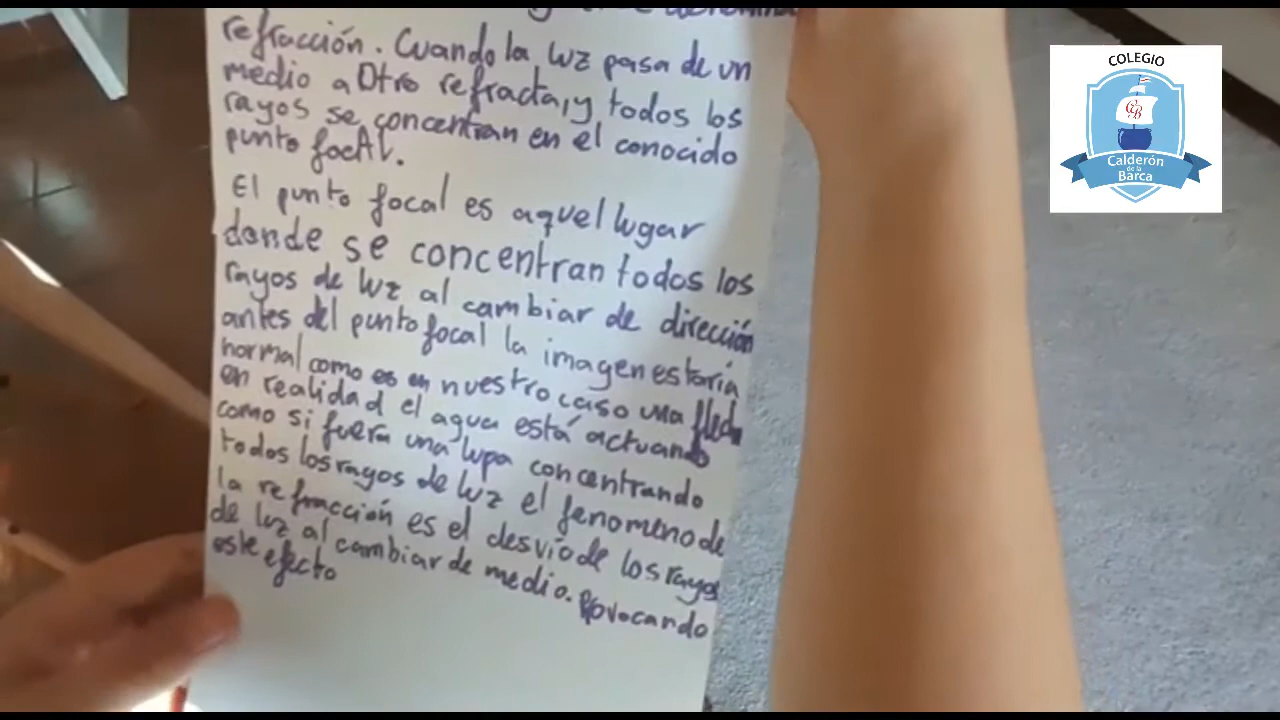 refracción. Cuando la luz pasa de un
medio a Otro refracta, y todos los
rayos se concentran en el conocido
punto focAl.
El punto focal es aquel lugar
donde se concentran todos los
rayos de luz al cambiar de dirección
antes del punto focal la imagen estaría
normal como es en nuestro caso una flecha
en realidad el agua está actuando
como si fuera una lupa concentrando
todos los rayos de luz el fenomeno de
la refracción es el desvío de los rayos
de luz al cambiar de medio. Provocando
este efecto
COLEGIO
CB
Calderón
de la
Barca